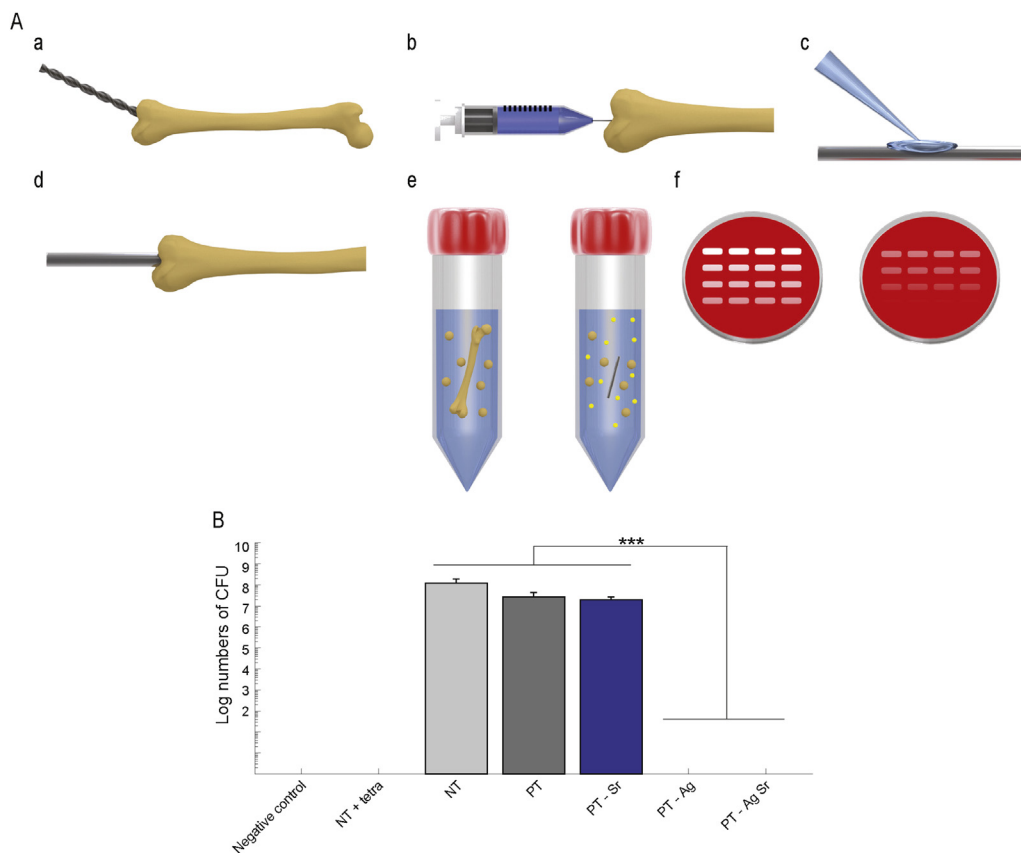 A
a
b
c
d
e
f
B
***
Log numbers of CFU
10
9
8
7
6
5
4
3
2
Negative control
NT + tetra
NT
PT
PT - Sr
PT - Ag
PT - Ag Sr